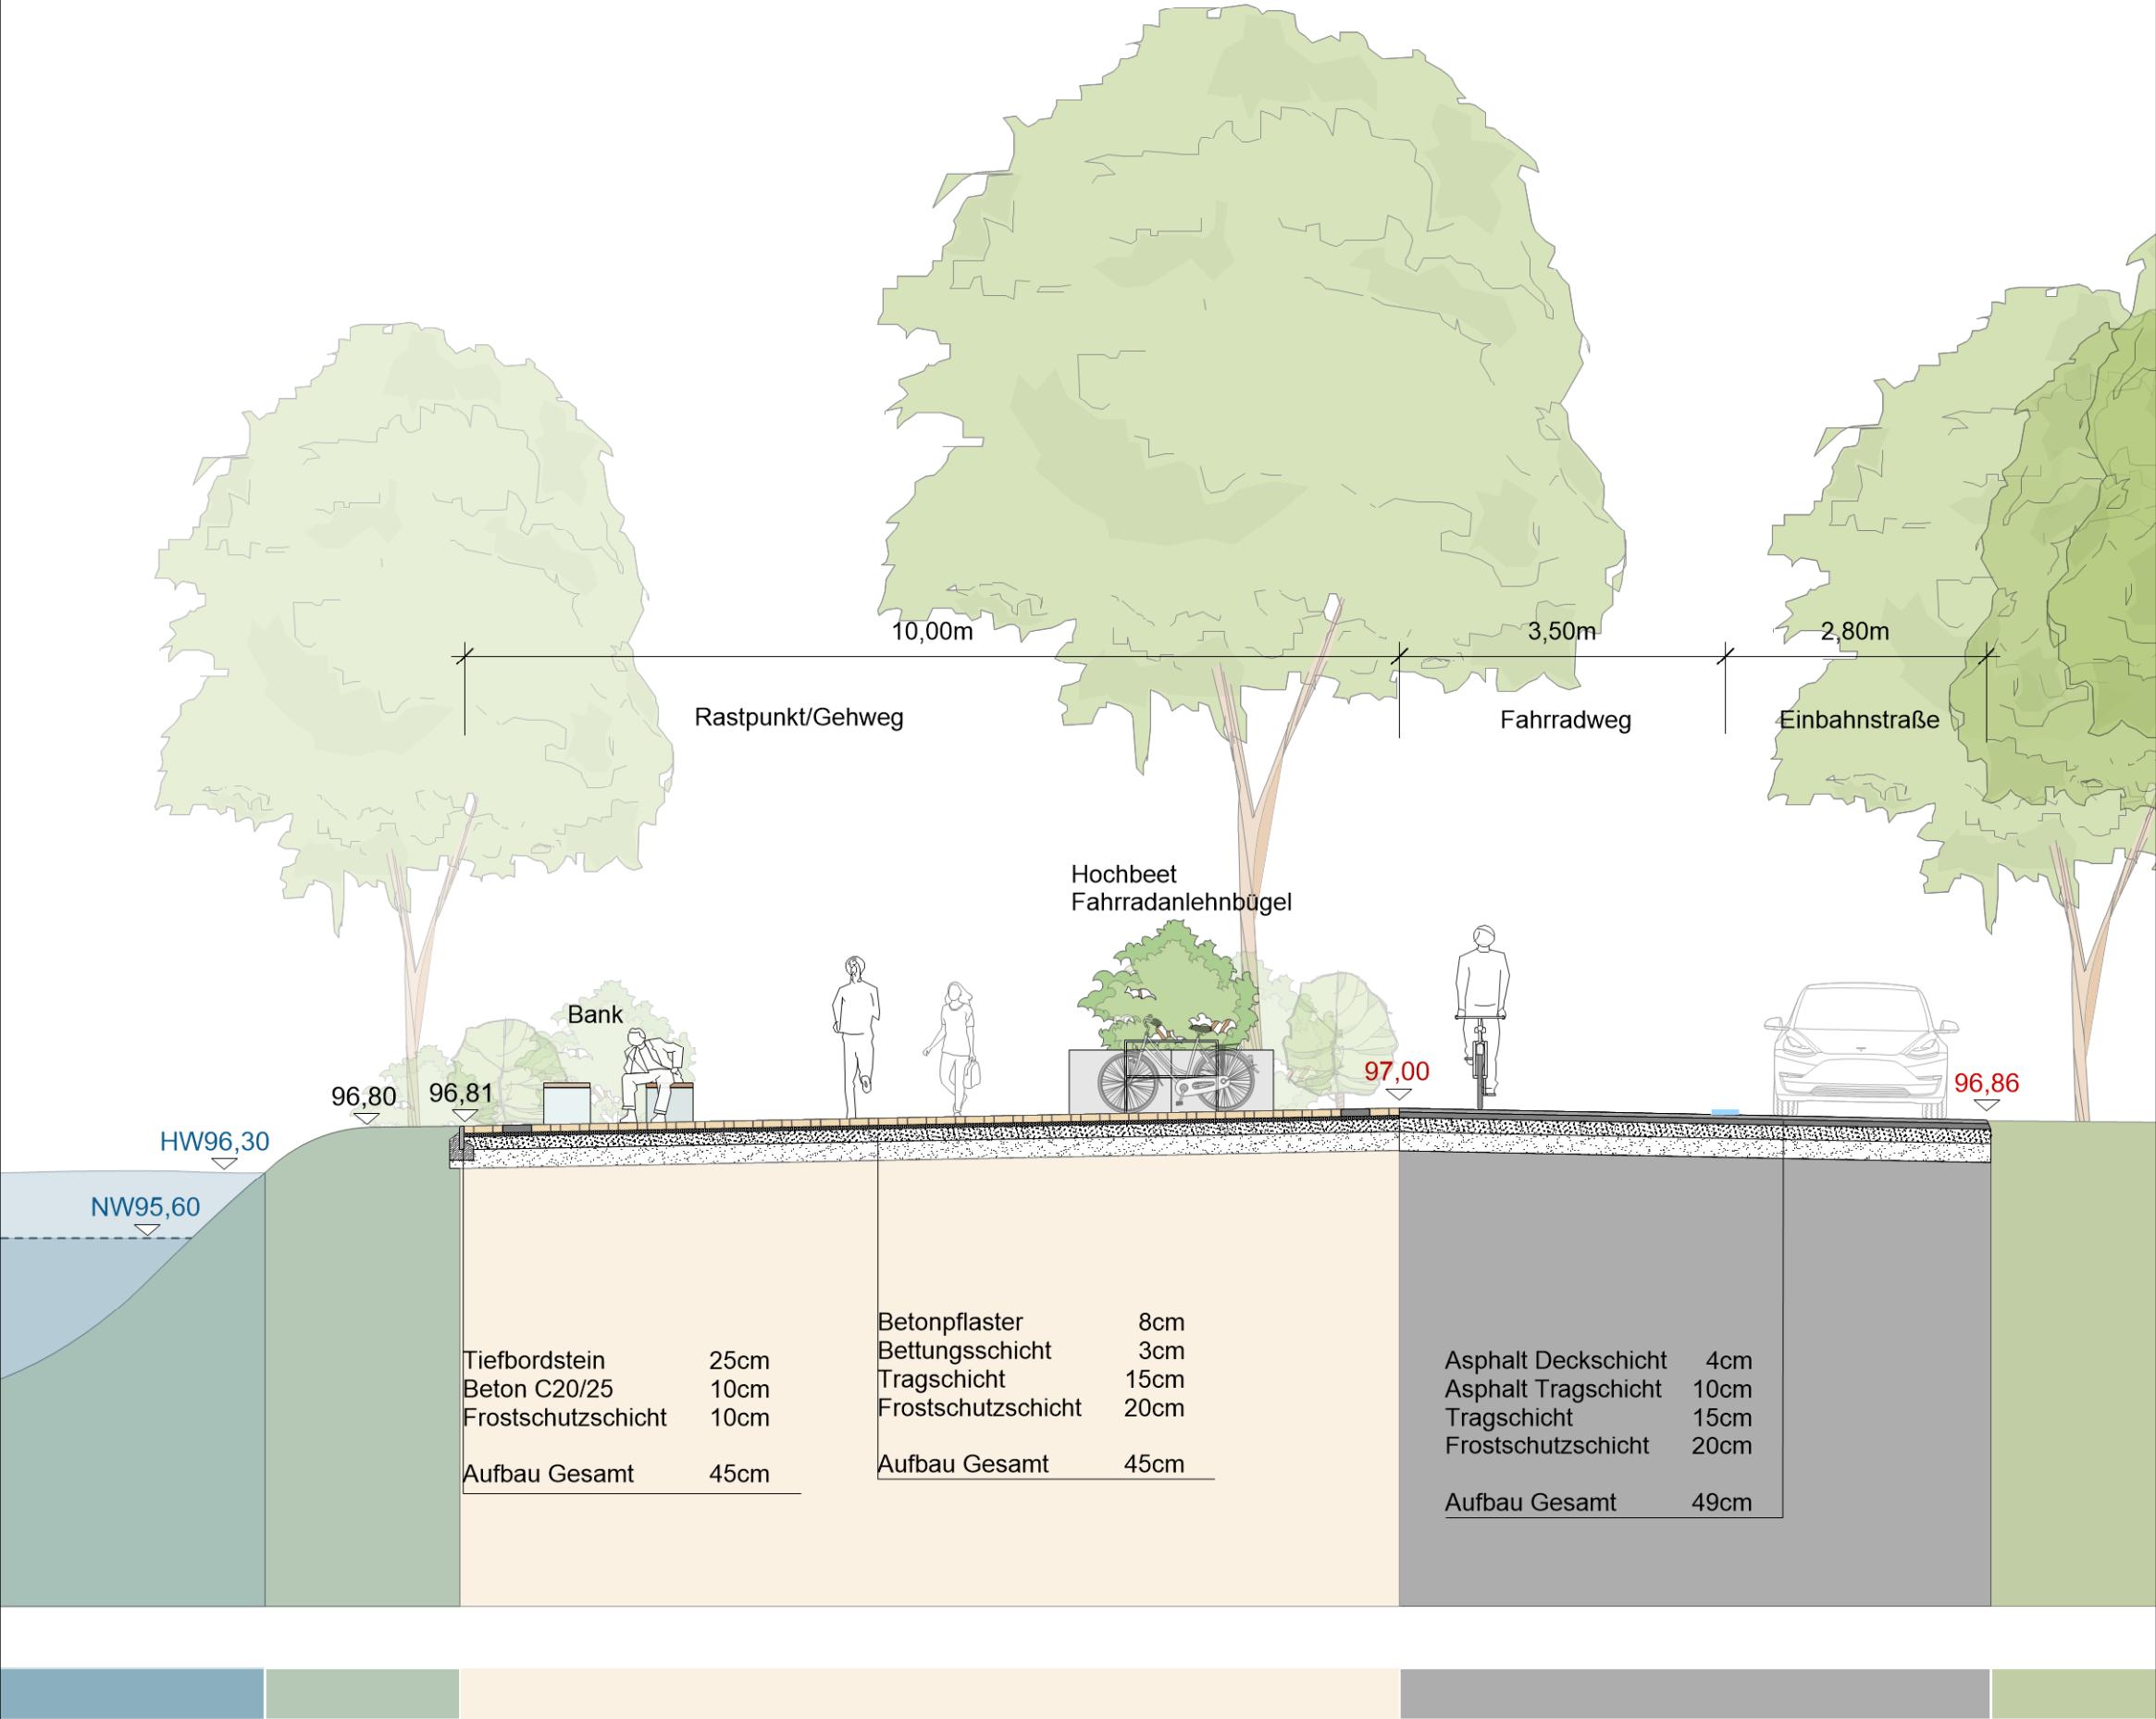 10,00m
3,50m
2,80m
Rastpunkt/Gehweg
Fahrradweg
Einbahnstraße
Hochbeet
Fahrradanlehnbügel
Bank
96,80
96,81
97,00
96,86
HW96,30
NW95,60
Tiefbordstein 25cm
Beton C20/25 10cm
Frostschutzschicht 10cm
Aufbau Gesamt 45cm
Betonpflaster 8cm
Bettungsschicht 3cm
Tragschicht 15cm
Frostschutzschicht 20cm
Aufbau Gesamt 45cm
Asphalt Deckschicht 4cm
Asphalt Tragschicht 10cm
Tragschicht 15cm
Frostschutzschicht 20cm
Aufbau Gesamt 49cm